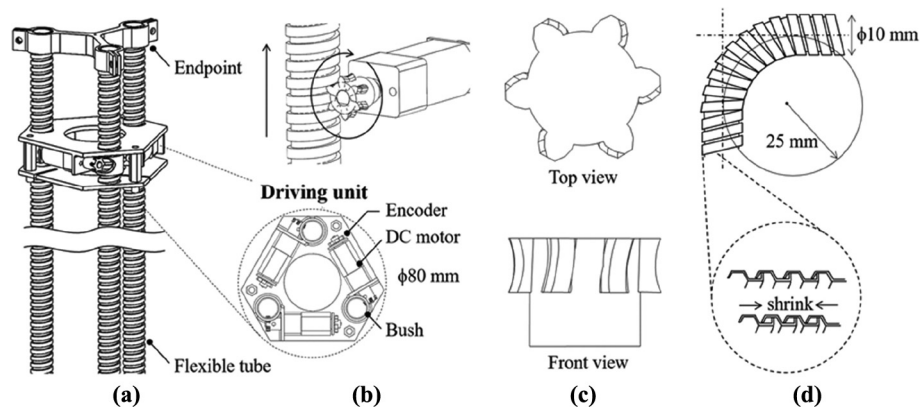 Endpoint
Flexible tube
(a)
Driving unit
Encoder
DC motor
ϕ80 mm
Bush
(b)
Top view
Front view
(c)
ϕ10 mm
25 mm
shrink
(d)